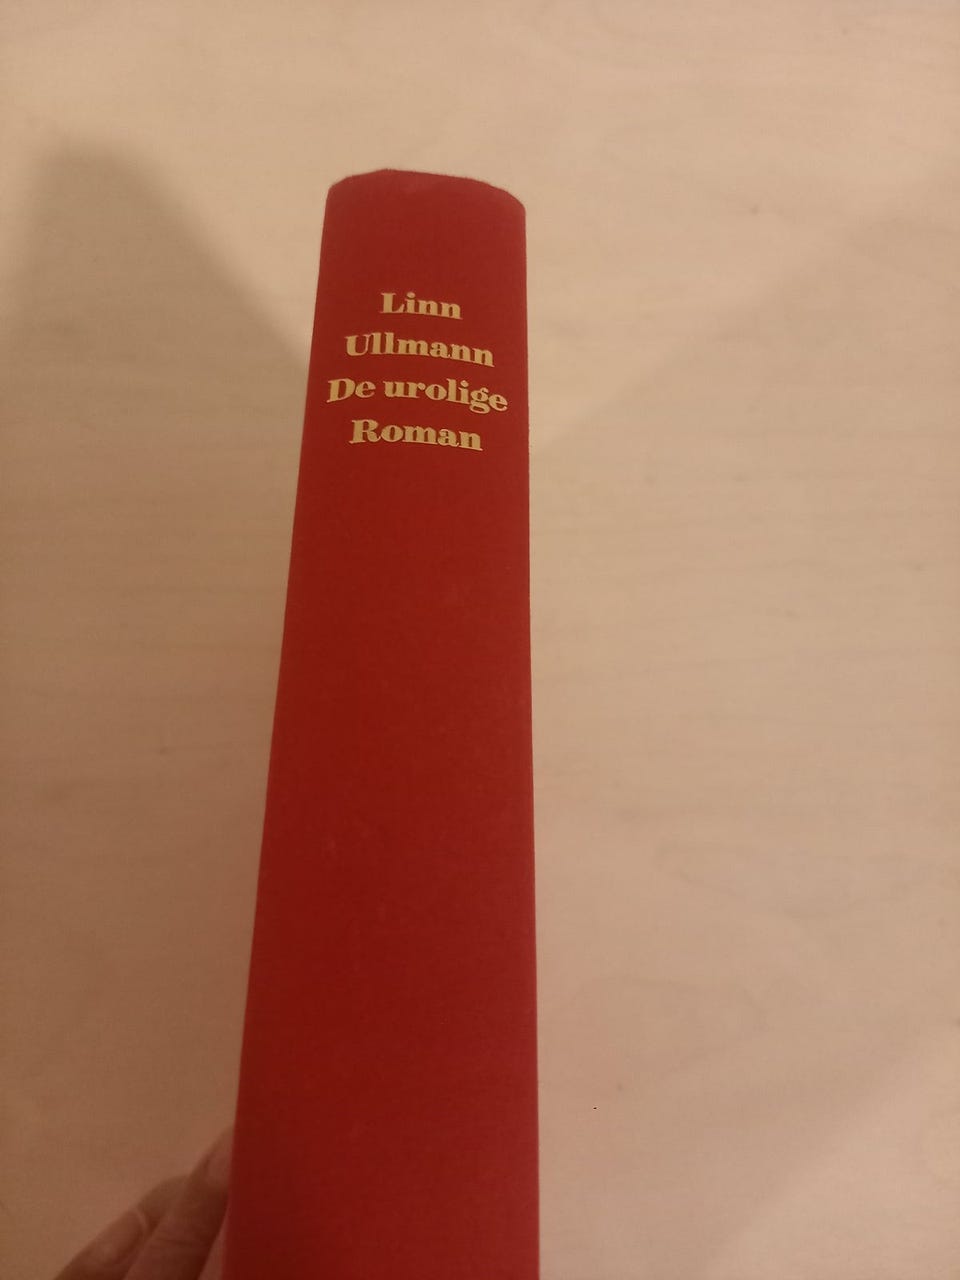 Linn
Ullmann
De urolige
Roman